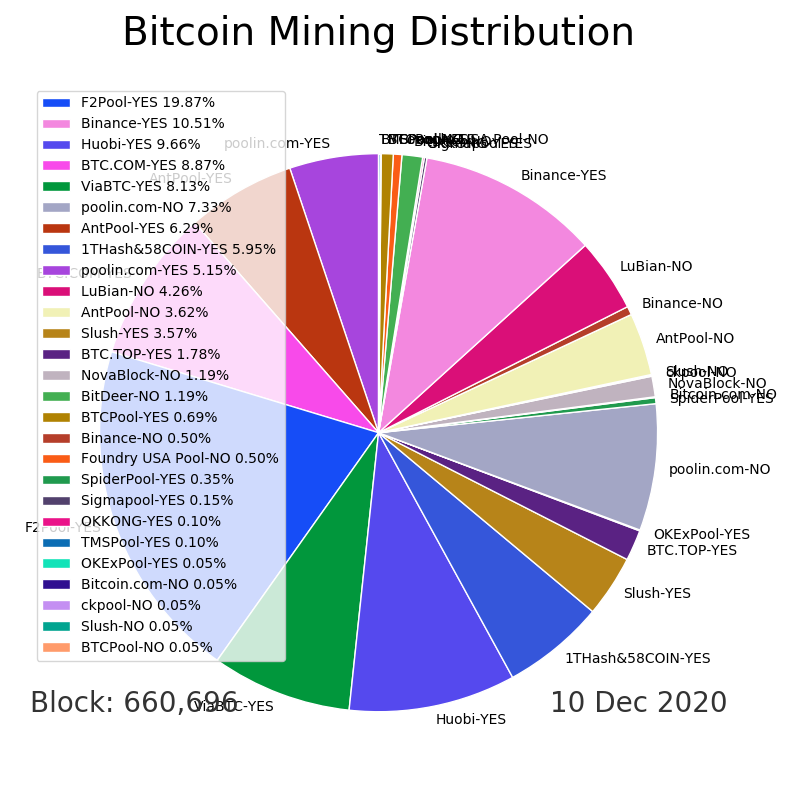 Bitcoin Mining Distribution
F2Pool-YES 19.87%
Binance-YES 10.51%
Huobi-YES 9.66%
BTC.COM-YES 8.87%
ViaBTC-YES 8.13%
poolin.com-NO 7.33%
AntPool-YES 6.29%
1THash&58COIN-YES 5.95%
poolin.com-YES 5.15%
LuBian-NO 4.26%
AntPool-NO 3.62%
Slush-YES 3.57%
BTC.TOP-YES 1.78%
NovaBlock-NO 1.19%
BitDeer-NO 1.19%
BTCPool-YES 0.69%
Binance-NO 0.50%
Foundry USA Pool-NO 0.50%
SpiderPool-YES 0.35%
Sigmapool-YES 0.15%
OKKONG-YES 0.10%
TMSPool-YES 0.10%
OKExPool-YES 0.05%
Bitcoin.com-NO 0.05%
ckpool-NO 0.05%
Slush-NO 0.05%
BTCPool-NO 0.05%
poolin.com-YES
AntPool-YES
F2Pool-YES
ViaBTC-YES
Huobi-YES
1THash&58COIN-YES
Slush-YES
BTC.TOP-YES
OKExPool-YES
poolin.com-NO
SpiderPool-YES
Bitcoin.com-NO
NovaBlock-NO
ckpool-NO
Slush-NO
AntPool-NO
Binance-NO
LuBian-NO
Binance-YES
Block: 660,696
10 Dec 2020